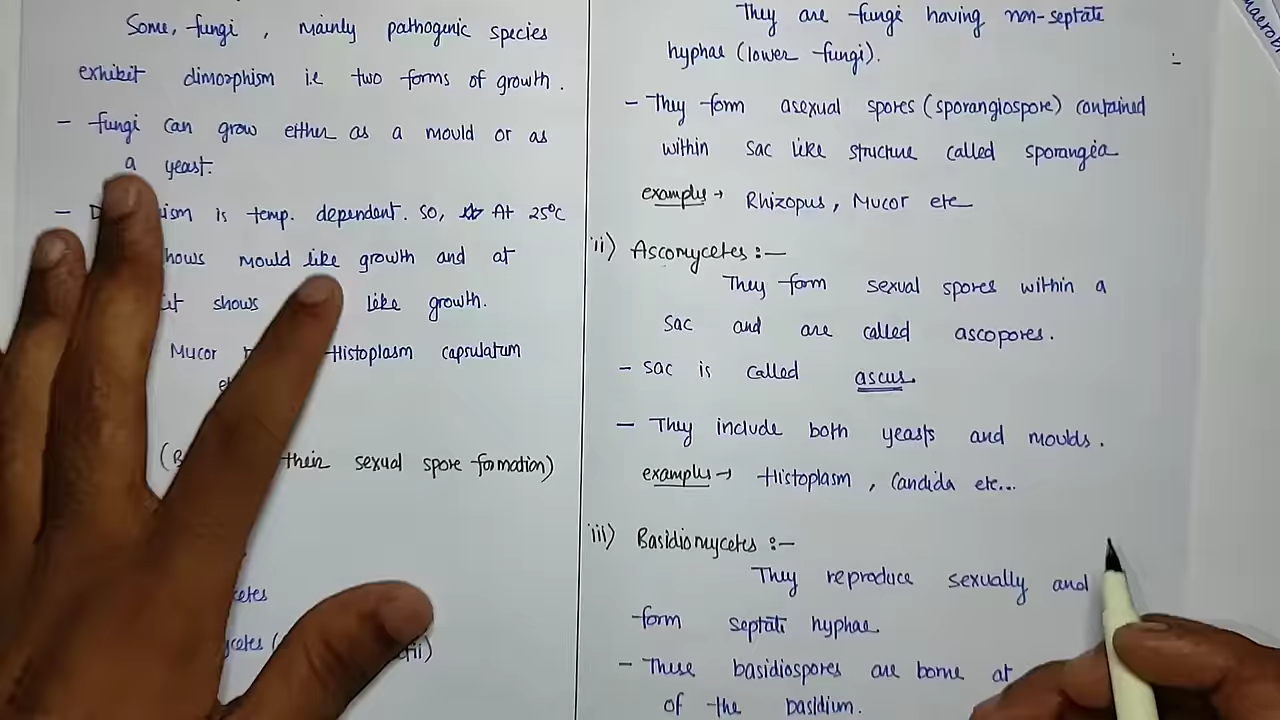 Some, fungi, mainly pathogenic species
exhibit dimorphism i.e two forms of growth.
- fungi can grow either as a mould or as
a yeast.
- ism is temp. dependent. So, At 25°C
hows mould like growth and at
it shows like growth.
Mucor Histoplasm capsulatum
their sexual spore formation)
cetes
ycetes
They are fungi having non-septate
hyphae (lower fungi).
- They form asexual spores (sporangiospore) contained
within sac like structure called sporangéa
examples → Rhizopus, Mucor etc
ii) Ascomycetes :-
They form sexual spores within a
sac and are called ascopores.
- sac is called ascus.
- They include both yeasts and moulds.
examples → Histoplasm, Candida etc...
iii) Basidiomycetes :-
They reproduce sexually and
form septate hyphae.
- These basidiospores are borne at
of the basidium.